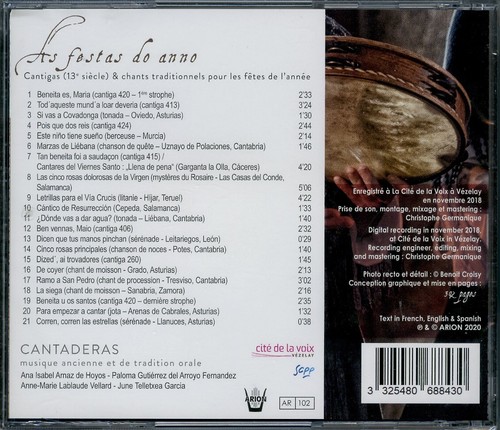 As festas do anno
Cantigas (13e siècle) & chants traditionnels pour les fêtes de l'année
1 Beneita es, Maria (cantiga 420 – 1ère strophe) 2'33
2 Tod´aqueste mund´a loar deveria (cantiga 413) 3'24
3 Si vas a Covadonga (tonada – Oviedo, Asturias) 1'30
4 Pois que dos reis (cantiga 424) 2'44
5 Este niño tiene sueño (berceuse – Murcia) 2'14
6 Marzas de Liébana (chanson de quête – Uznayo de Polaciones, Cantabria) 1'46
7 Tan beneita foi a saudaçon (cantiga 415) /
Cantares del Viernes Santo : „Llena de pena" (Garganta la Olla, Cáceres) 4'20
8 Las cinco rosas dolorosas de la Virgen (mystères du Rosaire - Las Casas del Conde,
Salamanca) 5'06
9 Letrillas para el Vía Crucis (litanie - Híjar, Teruel) 4'52
10 Cántico de Resurrección (Cepeda, Salamanca) 1'33
11 ¿Dónde vas a dar agua? (tonada – Liébana, Cantabria) 1'40
12 Ben vennas, Maio (cantiga 406) 2'32
13 Dicen que tus manos pinchan (sérénade - Leitariegos, León) 2'29
14 Cinco rosas principales (chanson de noces - Potes, Cantabria) 1'40
15 Dized´, ai trovadores (cantiga 260) 1'45
16 De coyer (chant de moisson - Grado, Asturias) 2'13
17 Ramo a San Pedro (chant de procession - Tresviso, Cantabria) 2'23
18 La siega (chant de moisson – Sanabria, Zamora) 2'16
19 Beneita u os santos (cantiga 420 – dernière strofe) 2'35
20 Para empezar a cantar (jota – Arenas de Cabrales, Asturias) 3'17
21 Corren, corren las estrellas (sérénade - Llanuces, Asturias) 0'38
CANTADERAS
musique ancienne et de tradition orale
Ana Isabel Arnaz de Hoyos - Paloma Gutiérrez del Arroyo Fernandez
Anne-Marie Lablaude Vellard - June Telletxea Garcia
cité de la voix
VÉZELAY
ARION
AR 102
Enregistré à La Cité de la Voix à Vézelay
en novembre 2018
Prise de son, montage, mixage et mastering :
Christophe Germanique
Digital recording in november 2018,
at Cité de la Voix in Vézelay.
Recording engineer, editing, mixing
and mastering : Christophe Germanique
Photo recto et détail : © Benoit Croisy
Conception graphique et mise en pages :
Text in French, English & Spanish
℗ & © ARION 2020
3 325480 688430